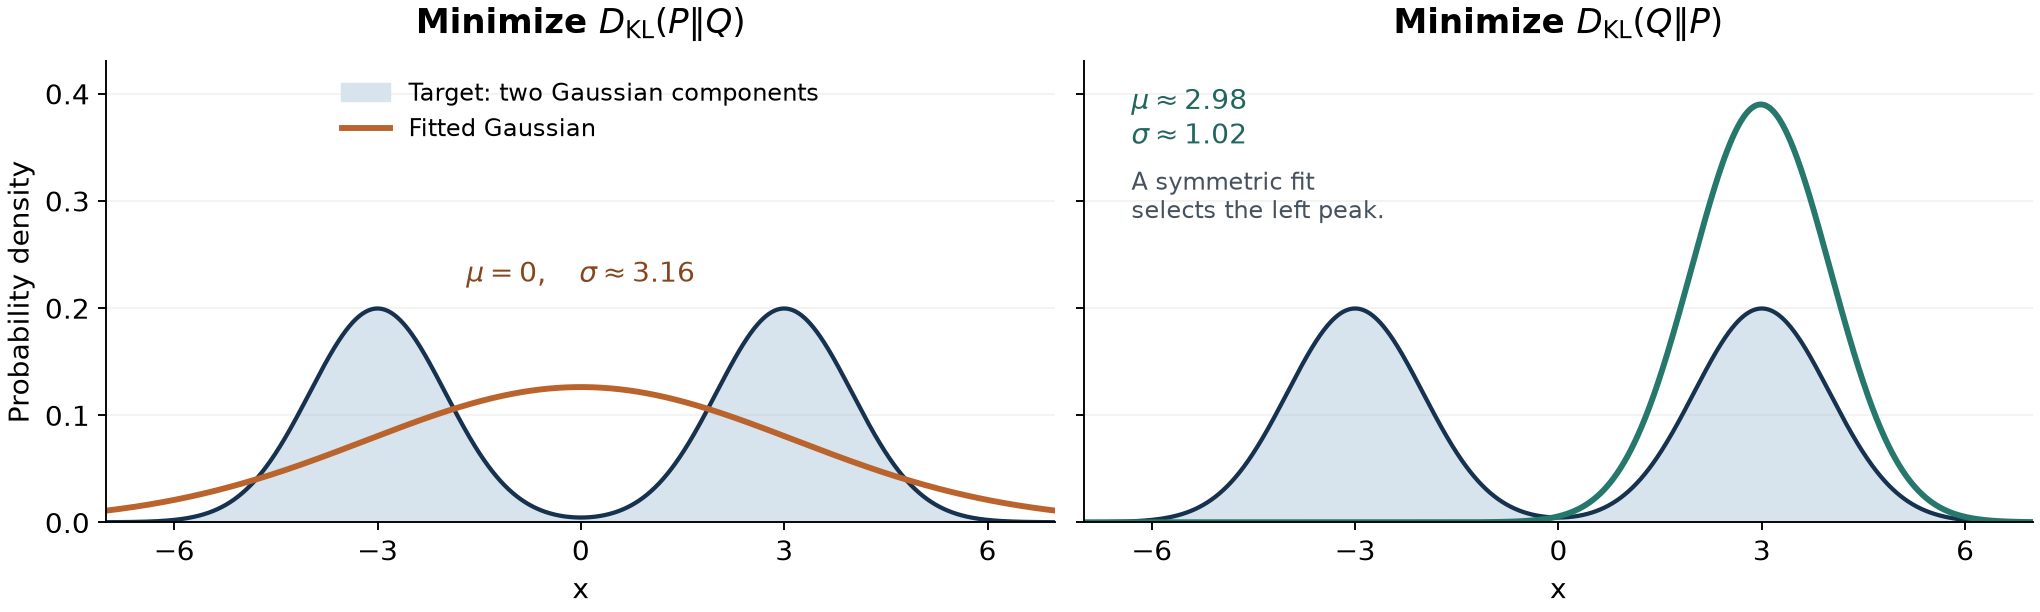 Minimize D_KL(P‖Q)
Target: two Gaussian components
Fitted Gaussian
μ = 0, σ ≈ 3.16
Probability density
0.4
0.3
0.2
0.1
0.0
−6 −3 0 3 6
x
Minimize D_KL(Q‖P)
μ ≈ 2.98
σ ≈ 1.02
A symmetric fit
selects the left peak.
−6 −3 0 3 6
x